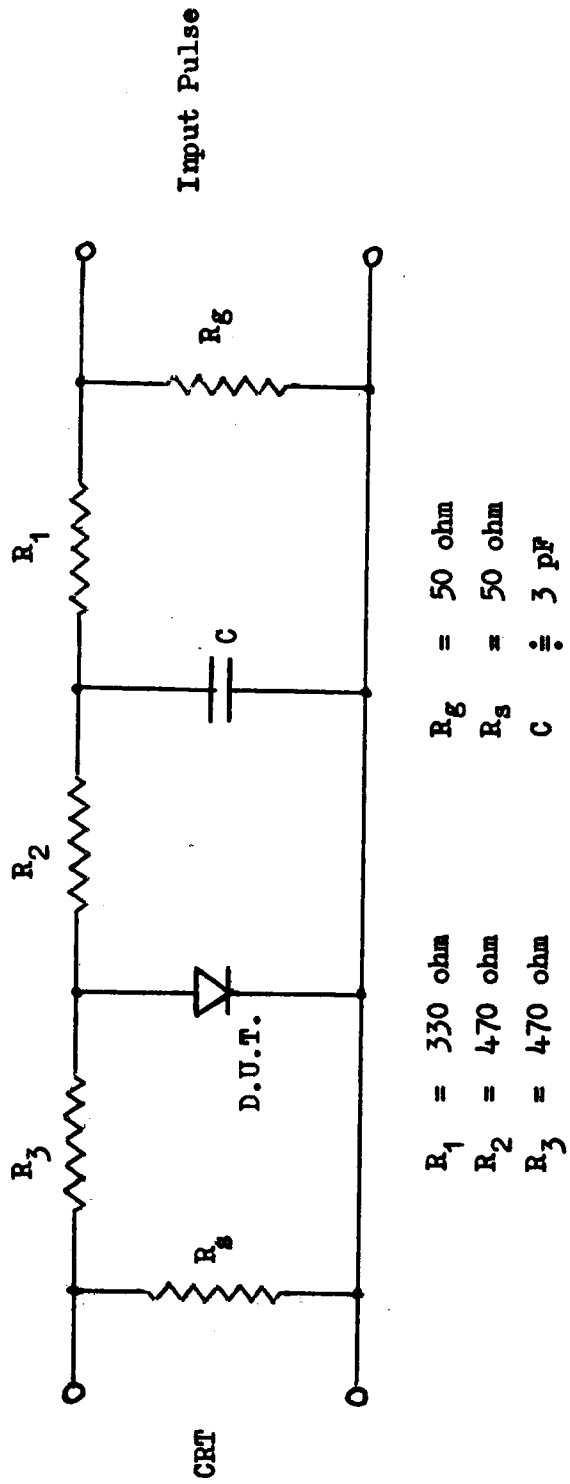 R3
R2
R1
CRT
Rs
D.U.T.
C
Rg
Input Pulse
R1 = 330 ohm
R2 = 470 ohm
R3 = 470 ohm
Rg = 50 ohm
Rs = 50 ohm
C ≑ 3 pF